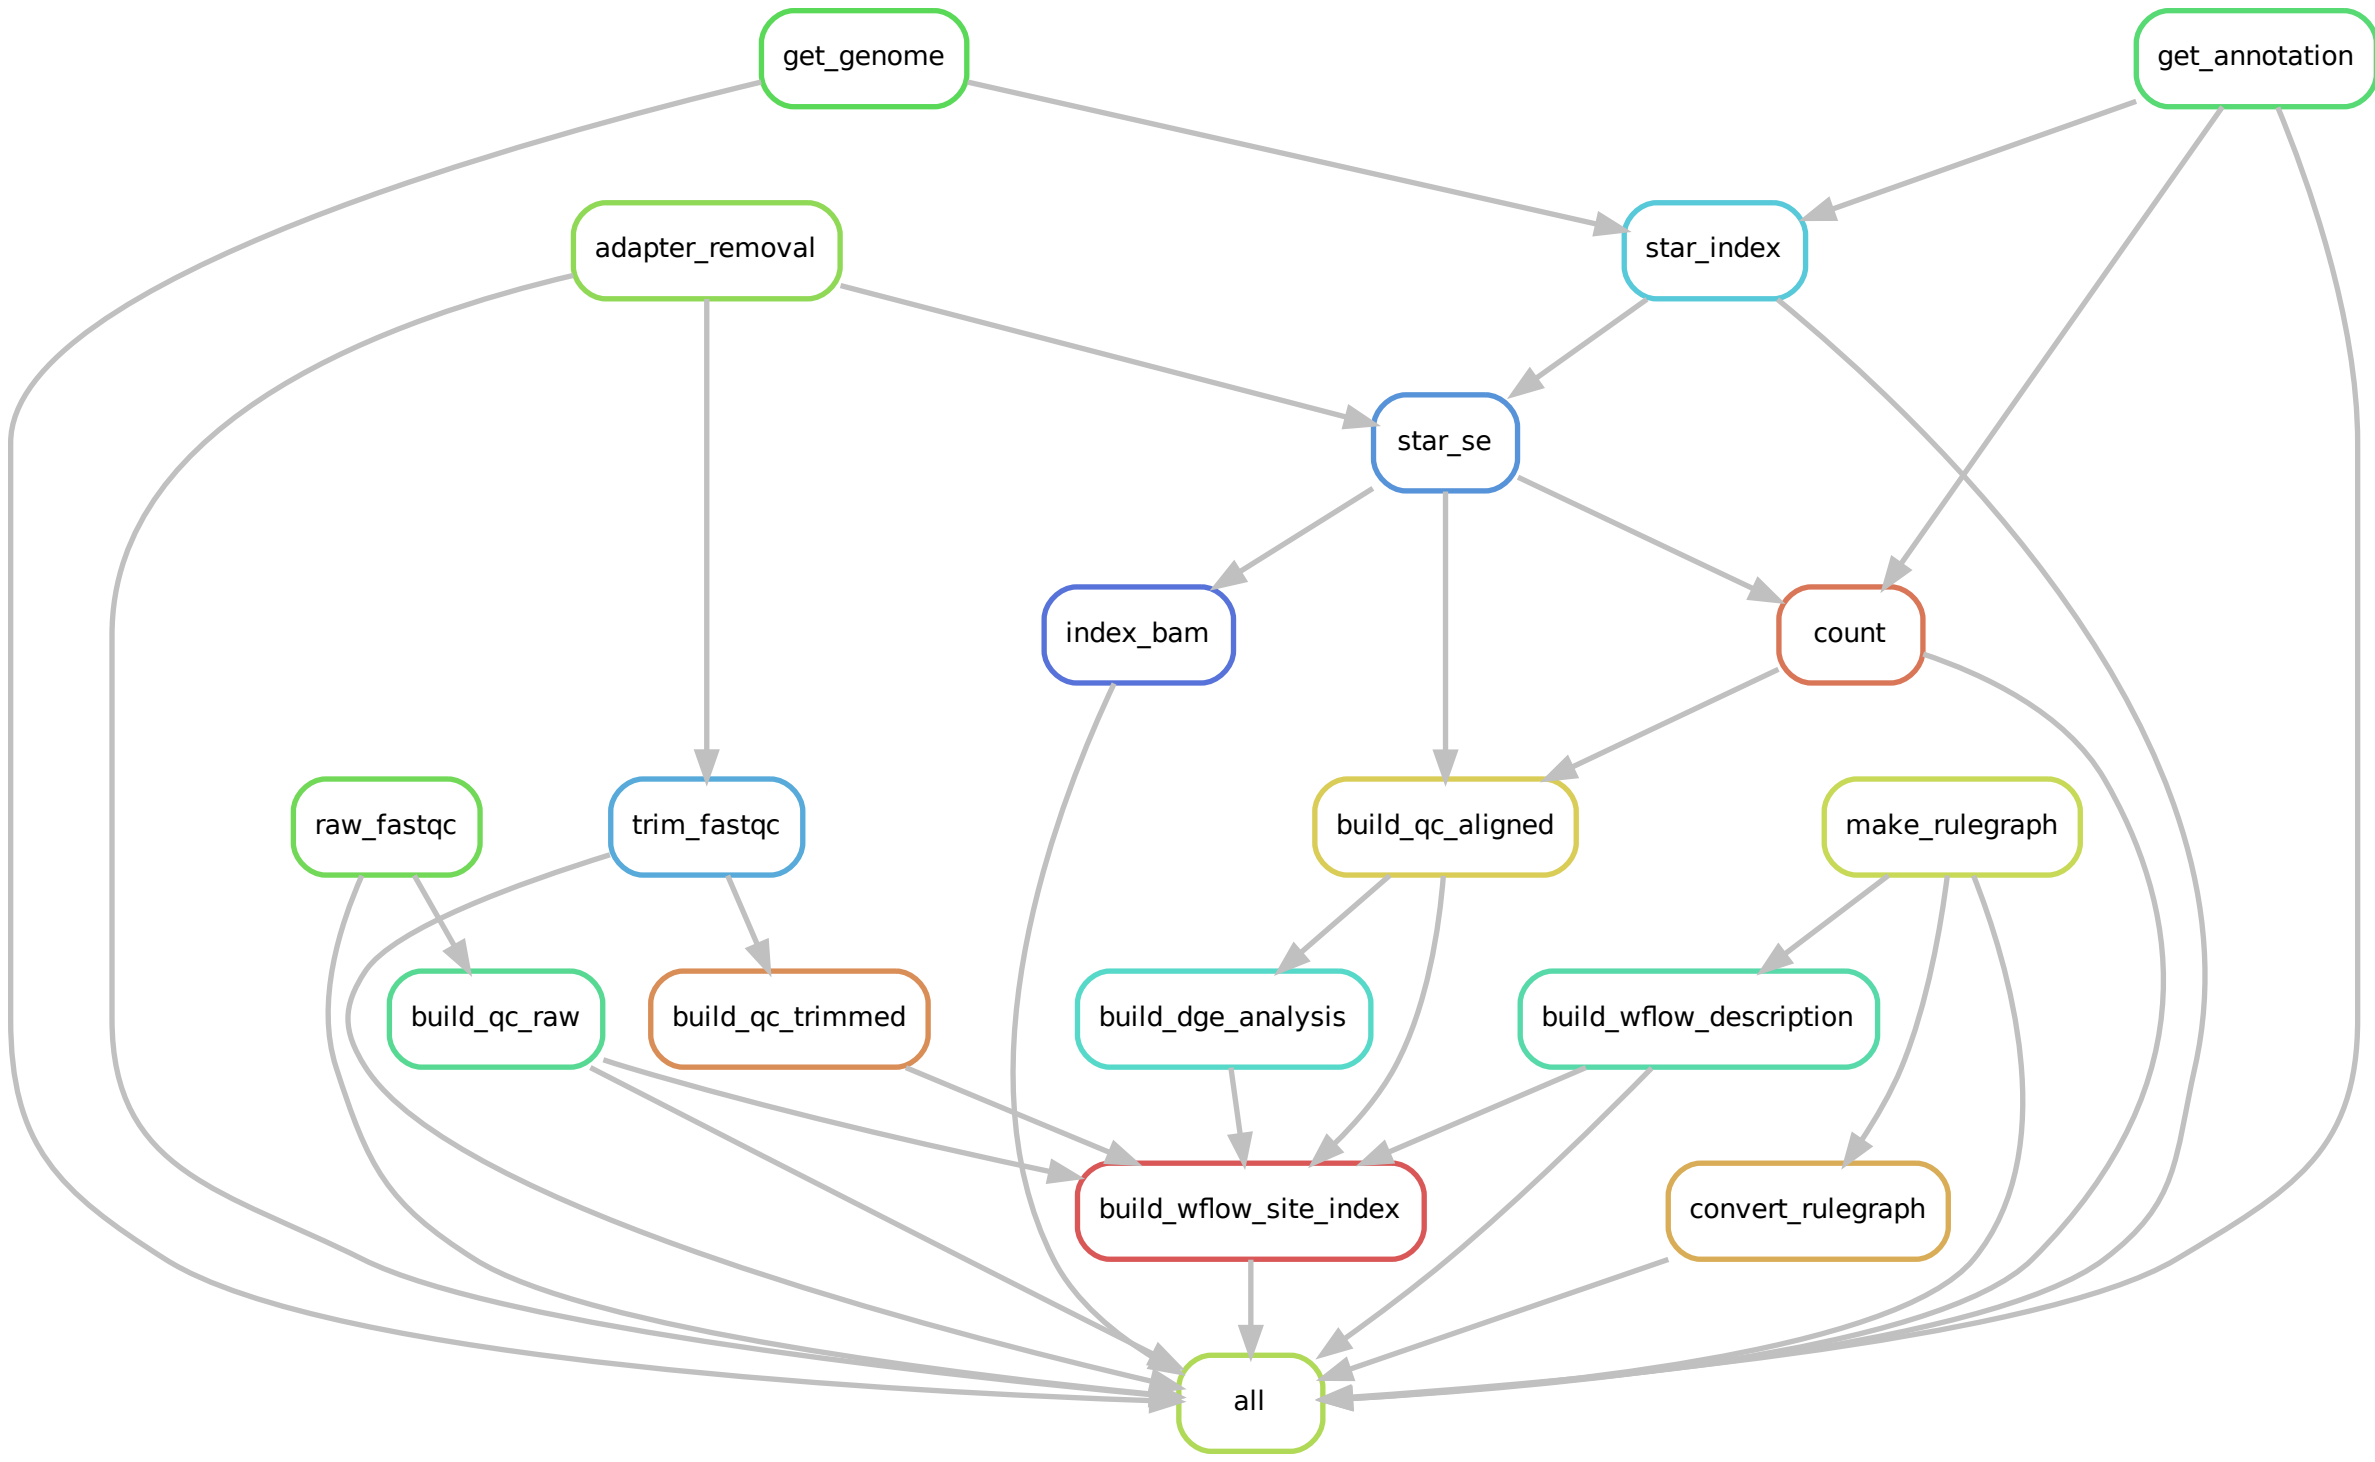 get_genome
get_annotation
adapter_removal
star_index
star_se
index_bam
count
raw_fastqc
trim_fastqc
build_qc_aligned
make_rulegraph
build_qc_raw
build_qc_trimmed
build_dge_analysis
build_wflow_description
build_wflow_site_index
convert_rulegraph
all